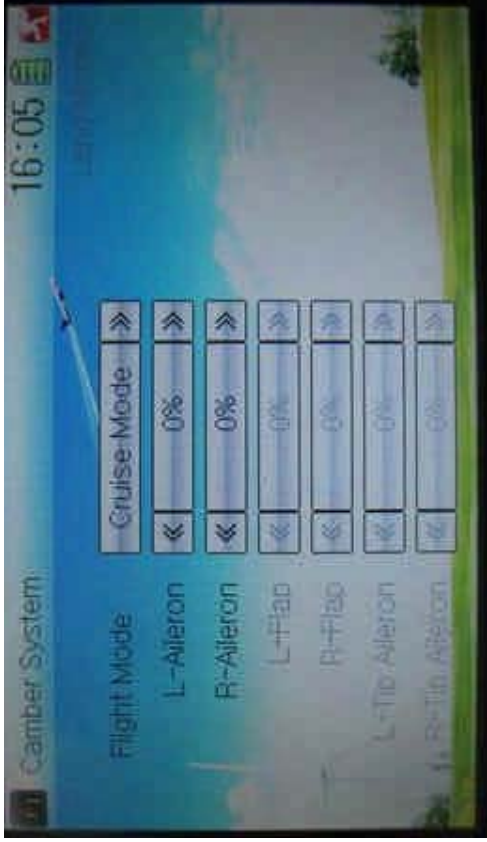 Camber System 16:05
Flight Mode Cruise Mode >>
L-Aileron << 0% >>
R-Aileron << 0% >>
L-Flap << 0% >>
R-Flap << 0% >>
L-Tip Aileron << 0% >>
R-Tip Aileron << 0% >>